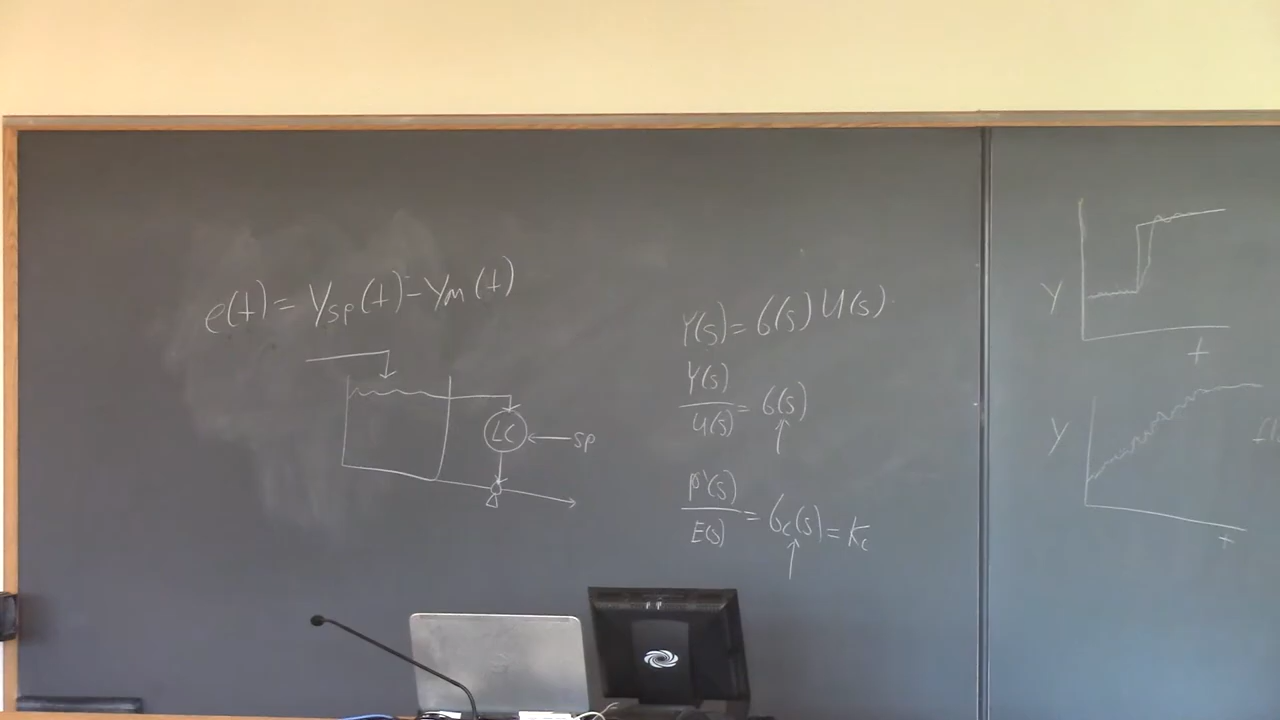 e(t) = Ysp(t) - Ym(t)
LC
SP
Y(s) = G(s) U(s)
Y(s)
U(s)
= G(s)
P'(s)
E(s)
= Gc(s) = Kc
Y
t
Y
t